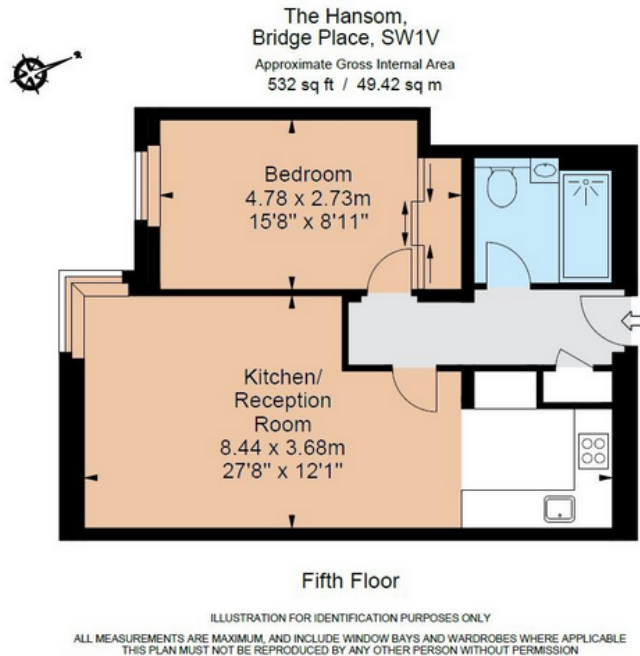 The Hansom,
Bridge Place, SW1V
Approximate Gross Internal Area
532 sq ft / 49.42 sq m
Bedroom
4.78 x 2.73m
15'8" x 8'11"
Kitchen/
Reception
Room
8.44 x 3.68m
27'8" x 12'1"
Fifth Floor
ILLUSTRATION FOR IDENTIFICATION PURPOSES ONLY
ALL MEASUREMENTS ARE MAXIMUM, AND INCLUDE WINDOW BAYS AND WARDROBES WHERE APPLICABLE
THIS PLAN MUST NOT BE REPRODUCED BY ANY OTHER PERSON WITHOUT PERMISSION